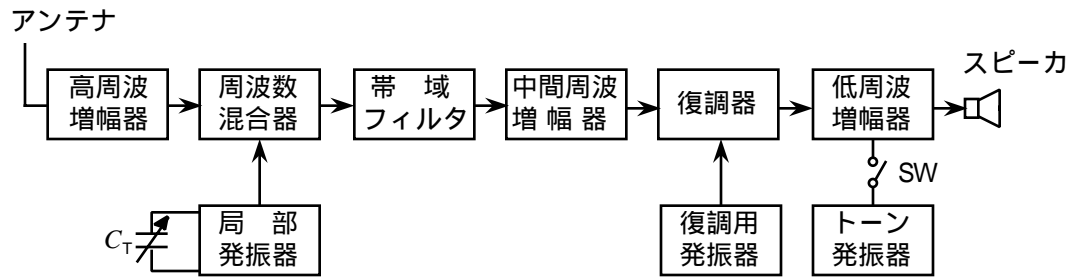 アンテナ
スピーカ
高周波
増幅器
周波数
混合器
帯 域
フィルタ
中間周波
増 幅 器
復調器
低周波
増幅器
SW
CT
局 部
発振器
復調用
発振器
トーン
発振器